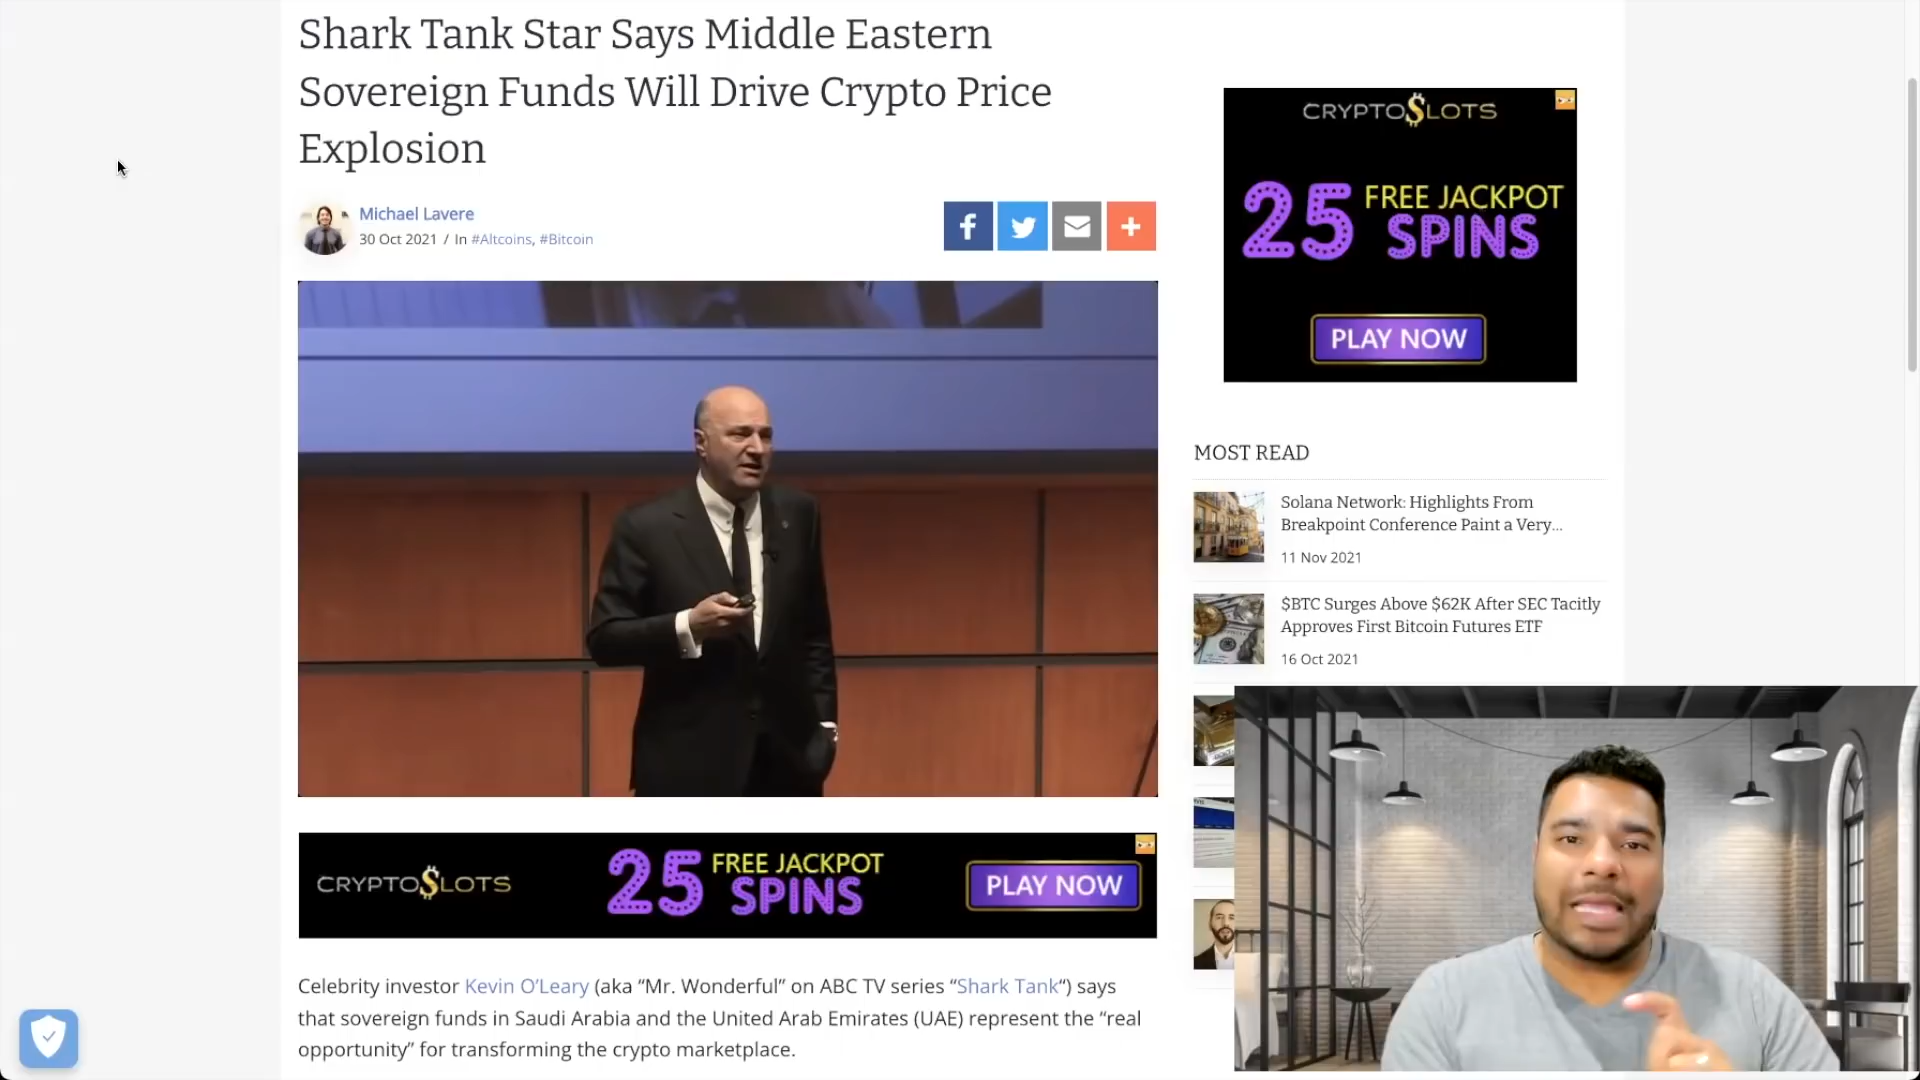 Shark Tank Star Says Middle Eastern
Sovereign Funds Will Drive Crypto Price
Explosion
Michael Lavere
30 Oct 2021 / In #Altcoins, #Bitcoin
CRYPTO$LOTS
25 FREE JACKPOT
SPINS
PLAY NOW
MOST READ
Solana Network: Highlights From
Breakpoint Conference Paint a Very...
11 Nov 2021
$BTC Surges Above $62K After SEC Tacitly
Approves First Bitcoin Futures ETF
16 Oct 2021
CRYPTO$LOTS
25 FREE JACKPOT
SPINS
PLAY NOW
Celebrity investor Kevin O’Leary (aka “Mr. Wonderful” on ABC TV series “Shark Tank“) says
that sovereign funds in Saudi Arabia and the United Arab Emirates (UAE) represent the “real
opportunity” for transforming the crypto marketplace.